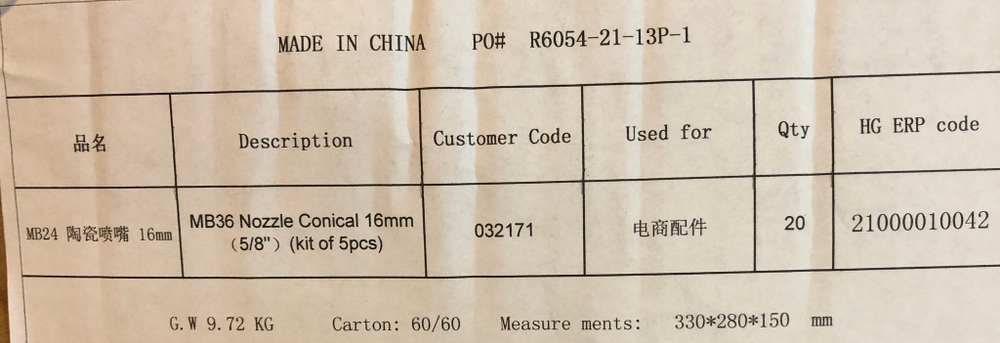 MADE IN CHINA PO# R6054-21-13P-1
品名 Description Customer Code Used for Qty HG ERP code
MB24 陶瓷喷嘴 16mm MB36 Nozzle Conical 16mm (5/8") (kit of 5pcs) 032171 电商配件 20 21000010042
G.W 9.72 KG Carton: 60/60 Measure ments: 330*280*150 mm